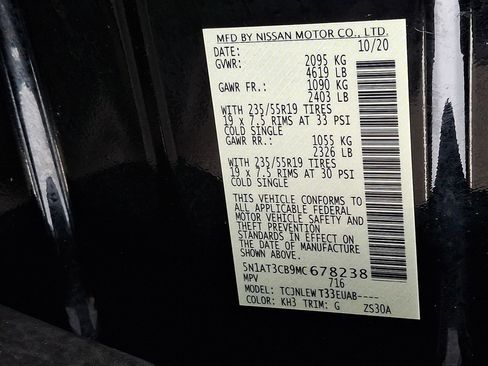 MFD BY NISSAN MOTOR CO., LTD.
DATE: 10/20
GVWR: 2095 KG
4619 LB
GAWR FR.: 1090 KG
2403 LB
WITH 235/55R19 TIRES
19 x 7.5 RIMS AT 33 PSI
COLD SINGLE
GAWR RR.: 1055 KG
2326 LB
WITH 235/55R19 TIRES
19 x 7.5 RIMS AT 30 PSI
COLD SINGLE
THIS VEHICLE CONFORMS TO
ALL APPLICABLE FEDERAL
MOTOR VEHICLE SAFETY AND
THEFT PREVENTION
STANDARDS IN EFFECT ON
THE DATE OF MANUFACTURE
SHOWN ABOVE.
5N1AT3CB9MC678238
MPV 716
MODEL: TCJNLEWT33EUAB----
COLOR: KH3 TRIM: G ZS30A